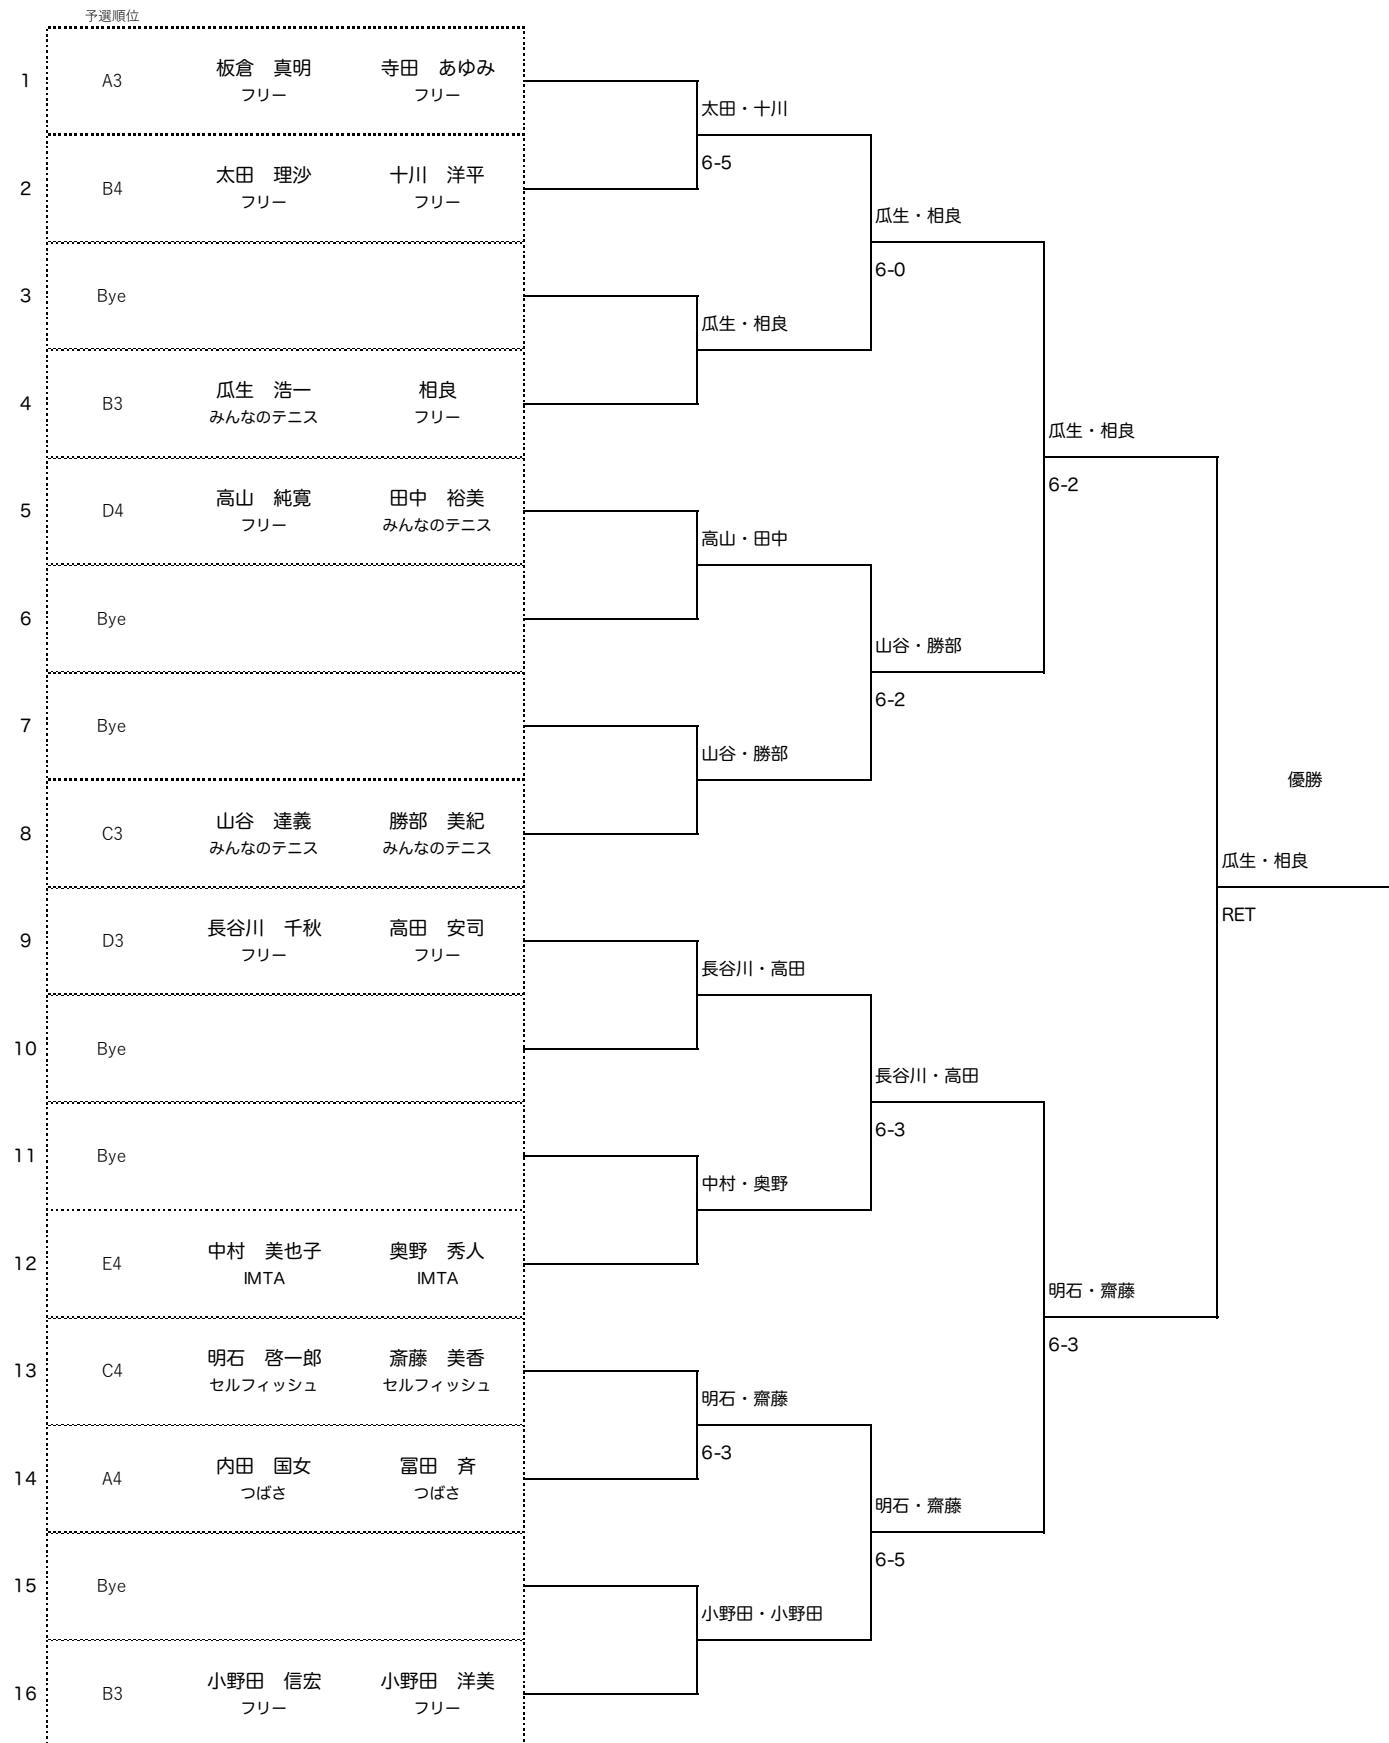 予選順位
1 A3 板倉　真明 寺田　あゆみ
フリー フリー
太田・十川
6-5
2 B4 太田　理沙 十川　洋平
フリー フリー
瓜生・相良
6-0
3 Bye
瓜生・相良
4 B3 瓜生　浩一 相良
みんなのテニス フリー
瓜生・相良
6-2
5 D4 高山　純寛 田中　裕美
フリー みんなのテニス
高山・田中
6 Bye
山谷・勝部
6-2
7 Bye
山谷・勝部
優勝
8 C3 山谷　達義 勝部　美紀
みんなのテニス みんなのテニス
瓜生・相良
RET
9 D3 長谷川　千秋 高田　安司
フリー フリー
長谷川・高田
10 Bye
長谷川・高田
6-3
11 Bye
中村・奥野
12 E4 中村　美也子 奥野　秀人
IMTA IMTA
明石・齋藤
6-3
13 C4 明石　啓一郎 斎藤　美香
セルフィッシュ セルフィッシュ
明石・齋藤
6-3
14 A4 内田　国女 冨田　斉
つばさ つばさ
明石・齋藤
6-5
15 Bye
小野田・小野田
16 B3 小野田　信宏 小野田　洋美
フリー フリー